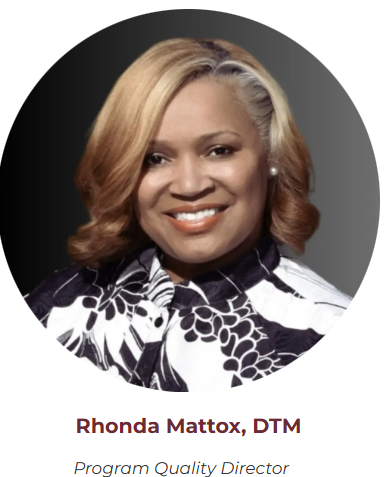 Rhonda Mattox, DTM
Program Quality Director